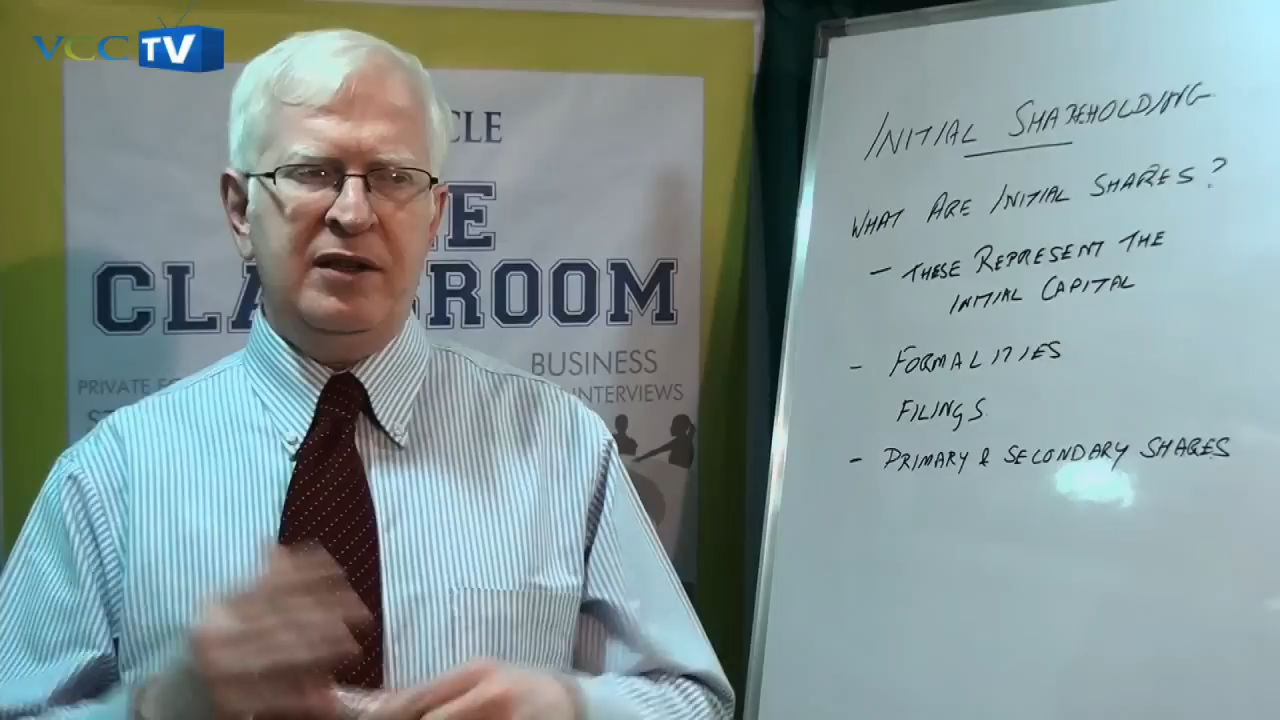 VCC TV
CLE
CLA ROOM
PRIVATE
BUSINESS
INTERVIEWS
INITIAL SHAREHOLDING
WHAT ARE INITIAL SHARES?
- THESE REPRESENT THE
INITIAL CAPITAL
- FORMALITIES
FILINGS
- PRIMARY & SECONDARY SHARES